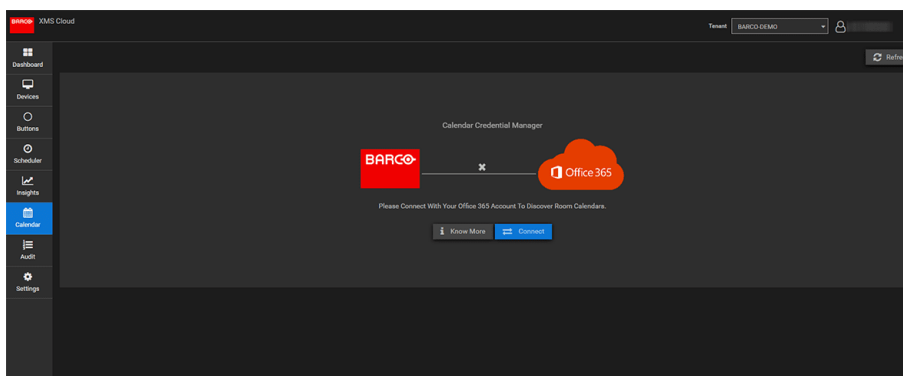 BARCO XMS Cloud
Tenant BARCO-DEMO
Dashboard
Devices
Buttons
Scheduler
Insights
Calendar
Audit
Settings
Refre
Calendar Credential Manager
BARCO
Office 365
Please Connect With Your Office 365 Account To Discover Room Calendars.
i Know More
Connect